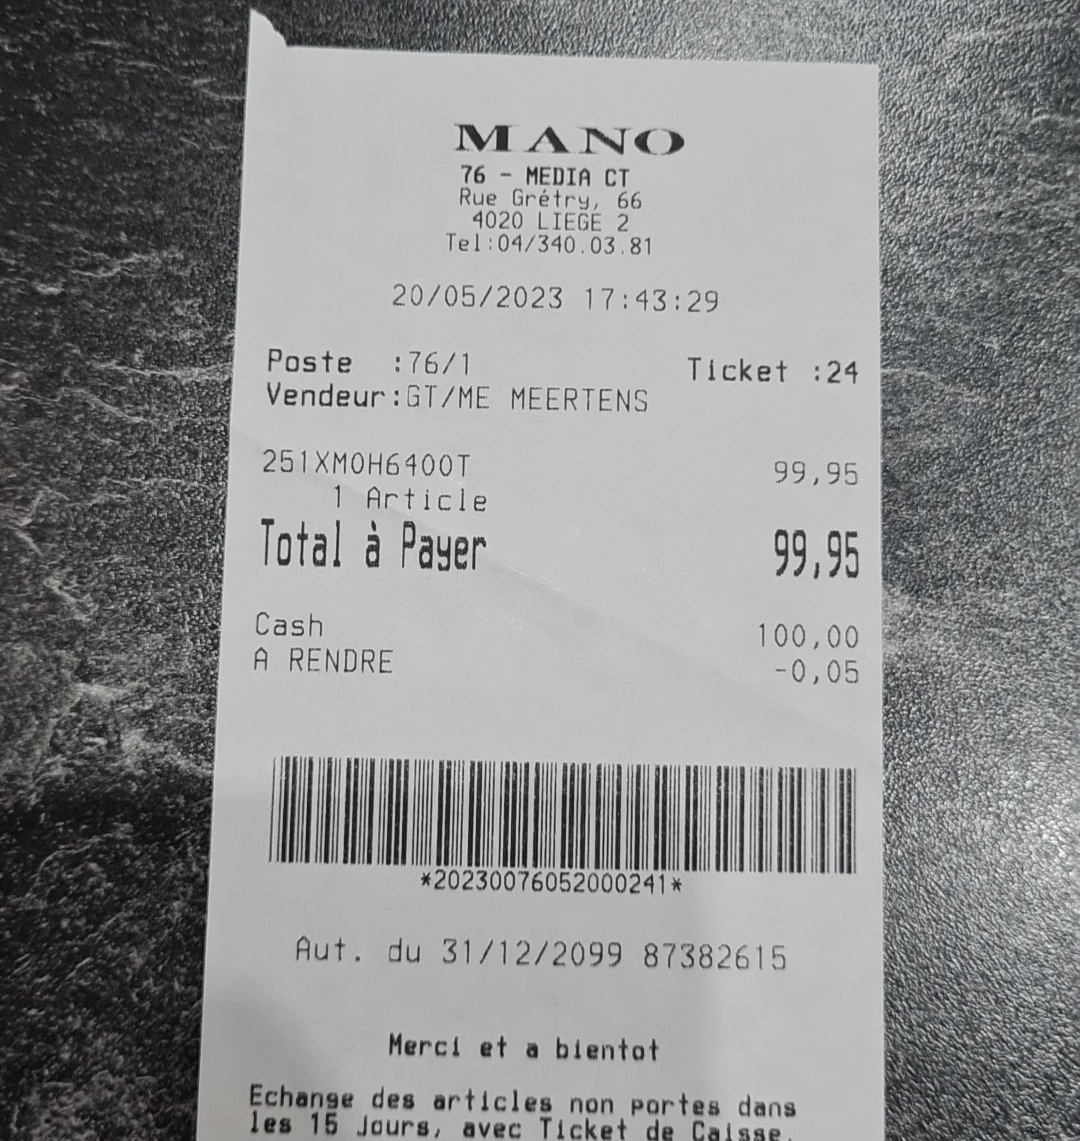 MANO
76 - MEDIA CT
Rue Grétry, 66
4020 LIEGE 2
Tel:04/340.03.81
20/05/2023 17:43:29
Poste :76/1 Ticket :24
Vendeur:GT/ME MEERTENS
251XMOH6400T 99,95
1 Article
Total à Payer 99,95
Cash 100,00
A RENDRE -0,05
*20230076052000241*
Aut. du 31/12/2099 87382615
Merci et a bientot
Echange des articles non portes dans
les 15 Jours, avec Ticket de Caisse.